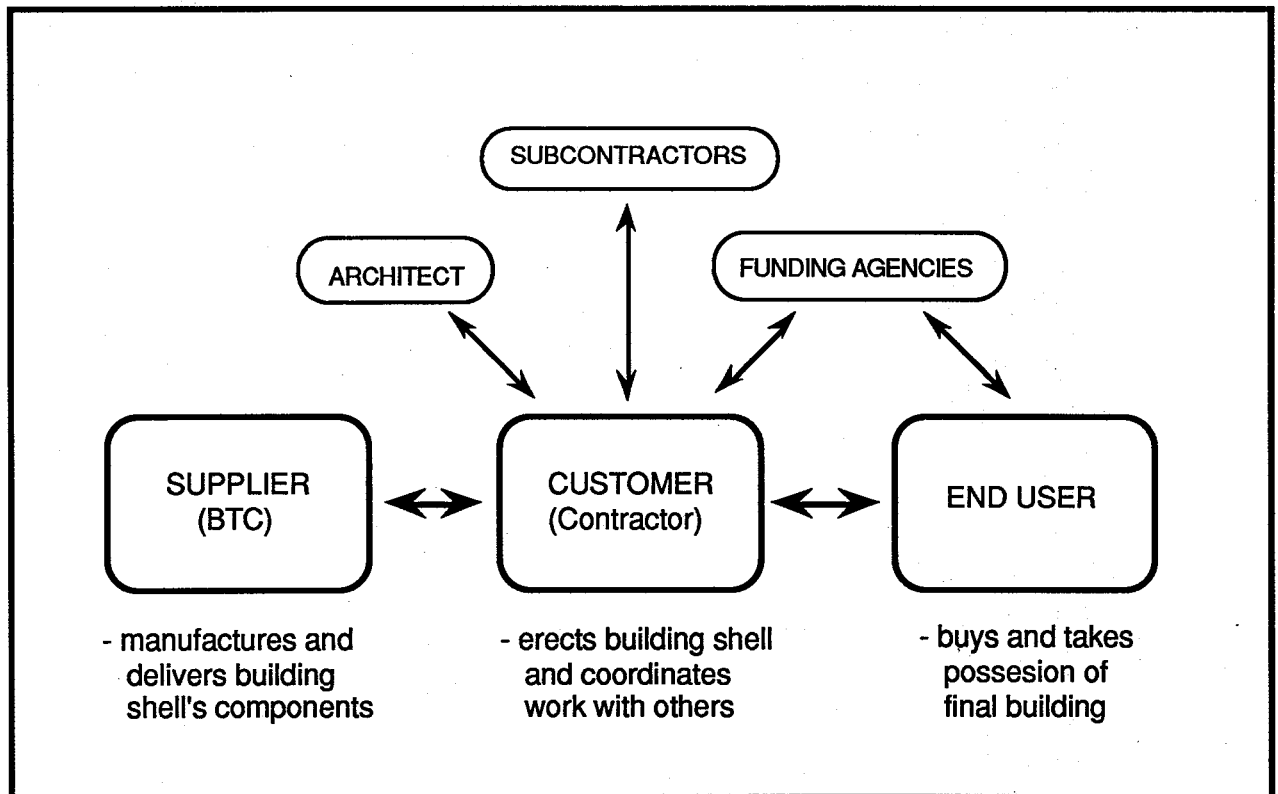 SUBCONTRACTORS
ARCHITECT
FUNDING AGENCIES
SUPPLIER
(BTC)
CUSTOMER
(Contractor)
END USER
- manufactures and
delivers building
shell's components
- erects building shell
and coordinates
work with others
- buys and takes
possesion of
final building